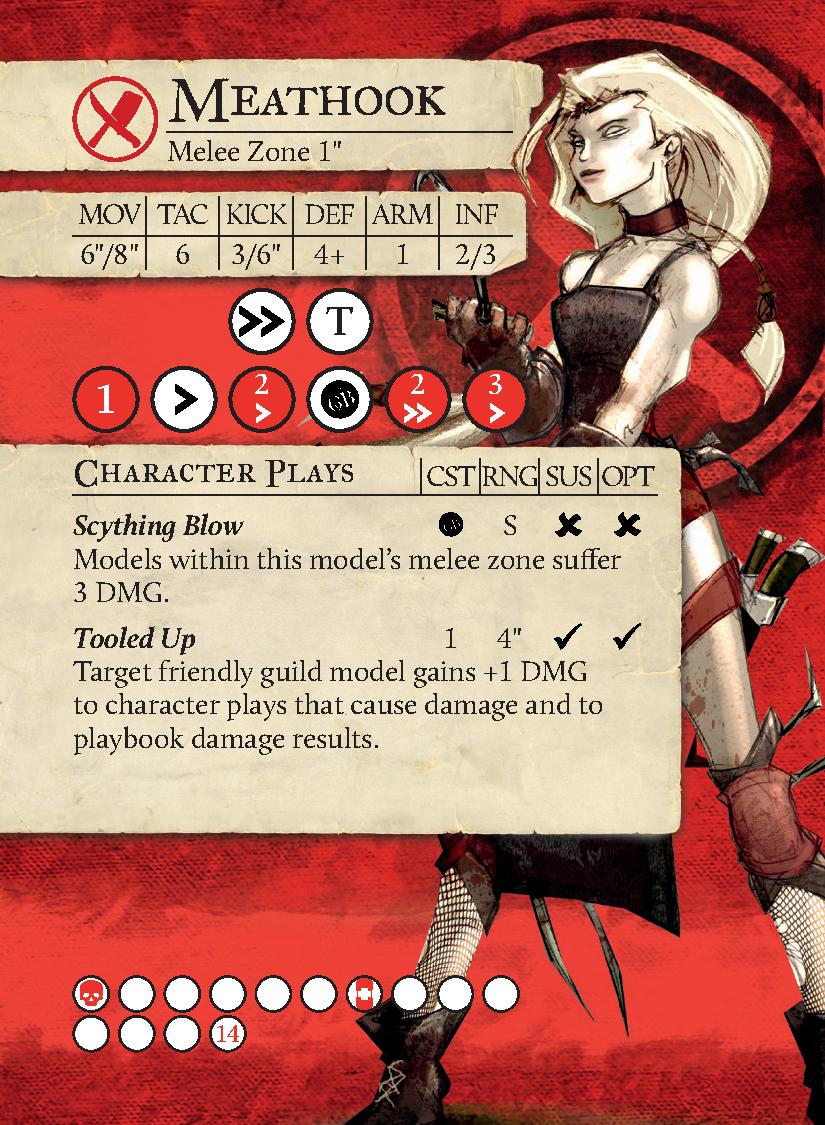 MEATHOOK
Melee Zone 1"
MOV TAC KICK DEF ARM INF
6"/8" 6 3/6" 4+ 1 2/3
>> T
1 > 2 > GB 2 >> 3 >
CHARACTER PLAYS CST RNG SUS OPT
Scything Blow GB S ✘ ✘
Models within this model's melee zone suffer
3 DMG.
Tooled Up 1 4" ✓ ✓
Target friendly guild model gains +1 DMG
to character plays that cause damage and to
playbook damage results.
14